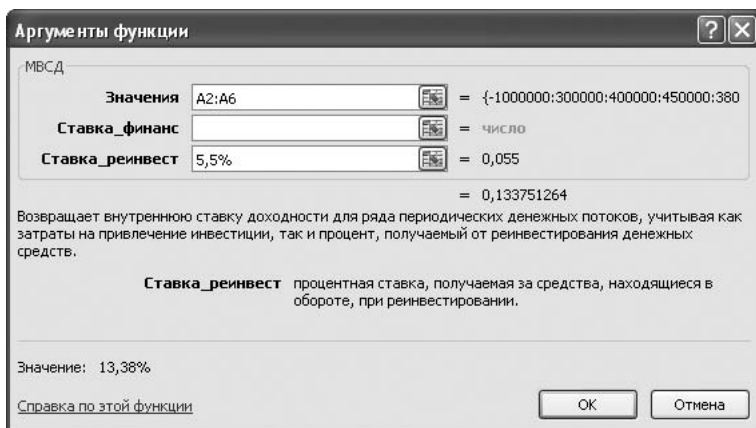 Аргументы функции
МВСД
Значения A2:A6 = {-1000000:300000:400000:450000:380
Ставка_финанс = число
Ставка_реинвест 5,5% = 0,055
= 0,133751264
Возвращает внутреннюю ставку доходности для ряда периодических денежных потоков, учитывая как
затраты на привлечение инвестиции, так и процент, получаемый от реинвестирования денежных
средств.
Ставка_реинвест процентная ставка, получаемая за средства, находящиеся в
обороте, при реинвестировании.
Значение: 13,38%
Справка по этой функции OK Отмена